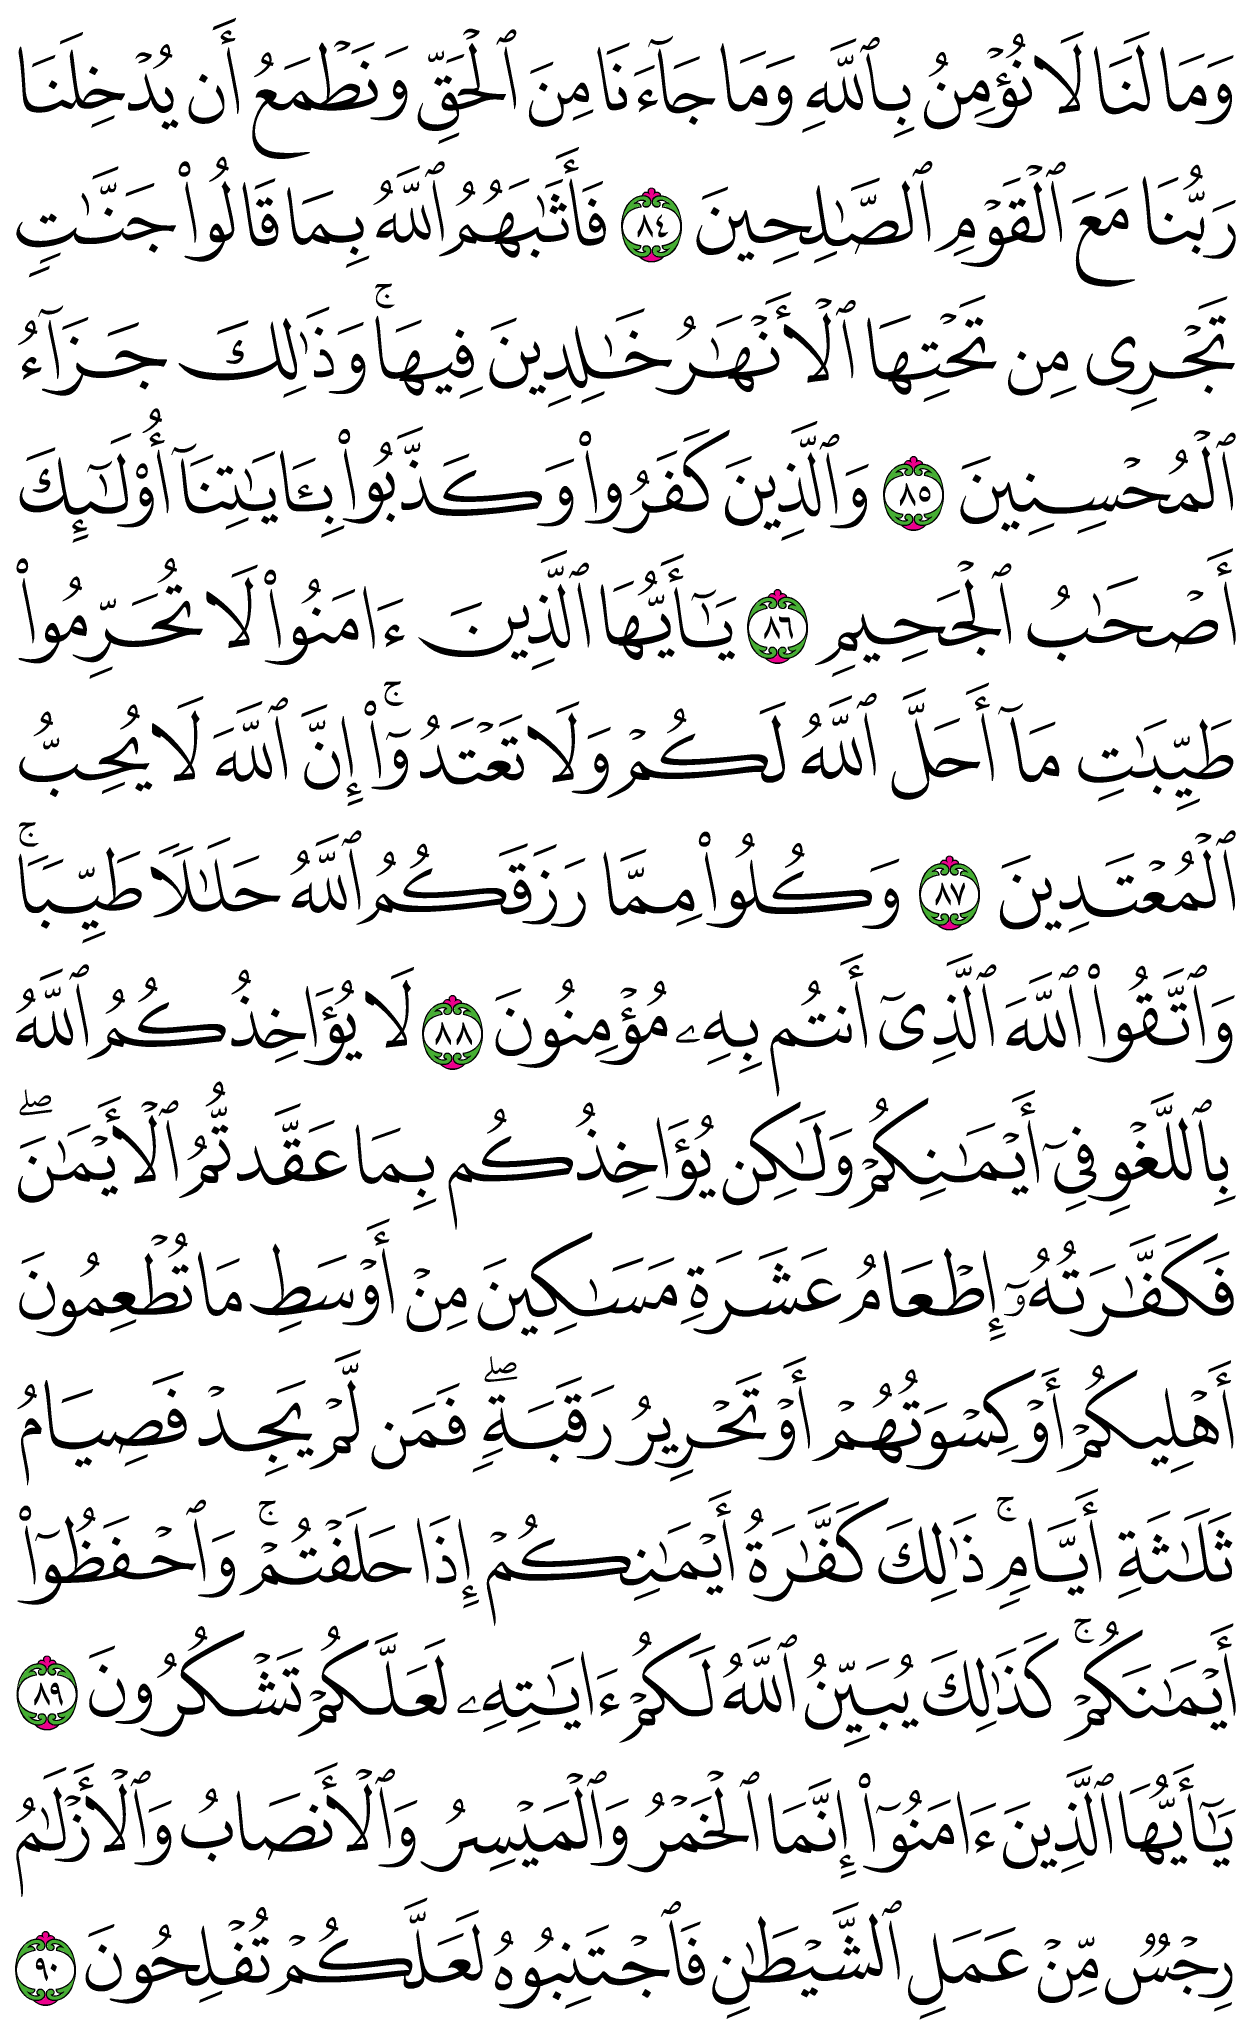 وَمَا لَنَا لَا نُؤۡمِنُ بِٱللَّهِ وَمَا جَآءَنَا مِنَ ٱلۡحَقِّ وَنَطۡمَعُ أَن يُدۡخِلَنَا
رَبُّنَا مَعَ ٱلۡقَوۡمِ ٱلصَّٰلِحِينَ ٨٤ فَأَثَٰبَهُمُ ٱللَّهُ بِمَا قَالُواْ جَنَّٰتٖ
تَجۡرِي مِن تَحۡتِهَا ٱلۡأَنۡهَٰرُ خَٰلِدِينَ فِيهَاۚ وَذَٰلِكَ جَزَآءُ
ٱلۡمُحۡسِنِينَ ٨٥ وَٱلَّذِينَ كَفَرُواْ وَكَذَّبُواْ بِـَٔايَٰتِنَآ أُوْلَٰٓئِكَ
أَصۡحَٰبُ ٱلۡجَحِيمِ ٨٦ يَٰٓأَيُّهَا ٱلَّذِينَ ءَامَنُواْ لَا تُحَرِّمُواْ
طَيِّبَٰتِ مَآ أَحَلَّ ٱللَّهُ لَكُمۡ وَلَا تَعۡتَدُوٓاْۚ إِنَّ ٱللَّهَ لَا يُحِبُّ
ٱلۡمُعۡتَدِينَ ٨٧ وَكُلُواْ مِمَّا رَزَقَكُمُ ٱللَّهُ حَلَٰلٗا طَيِّبٗاۚ
وَٱتَّقُواْ ٱللَّهَ ٱلَّذِيٓ أَنتُم بِهِۦ مُؤۡمِنُونَ ٨٨ لَا يُؤَاخِذُكُمُ ٱللَّهُ
بِٱللَّغۡوِ فِيٓ أَيۡمَٰنِكُمۡ وَلَٰكِن يُؤَاخِذُكُم بِمَا عَقَّدتُّمُ ٱلۡأَيۡمَٰنَۖ
فَكَفَّٰرَتُهُۥٓ إِطۡعَامُ عَشَرَةِ مَسَٰكِينَ مِنۡ أَوۡسَطِ مَا تُطۡعِمُونَ
أَهۡلِيكُمۡ أَوۡ كِسۡوَتُهُمۡ أَوۡ تَحۡرِيرُ رَقَبَةٖۖ فَمَن لَّمۡ يَجِدۡ فَصِيَامُ
ثَلَٰثَةِ أَيَّامٖۚ ذَٰلِكَ كَفَّٰرَةُ أَيۡمَٰنِكُمۡ إِذَا حَلَفۡتُمۡۚ وَٱحۡفَظُوٓاْ
أَيۡمَٰنَكُمۡۚ كَذَٰلِكَ يُبَيِّنُ ٱللَّهُ لَكُمۡ ءَايَٰتِهِۦ لَعَلَّكُمۡ تَشۡكُرُونَ ٨٩
يَٰٓأَيُّهَا ٱلَّذِينَ ءَامَنُوٓاْ إِنَّمَا ٱلۡخَمۡرُ وَٱلۡمَيۡسِرُ وَٱلۡأَنصَابُ وَٱلۡأَزۡلَٰمُ
رِجۡسٞ مِّنۡ عَمَلِ ٱلشَّيۡطَٰنِ فَٱجۡتَنِبُوهُ لَعَلَّكُمۡ تُفۡلِحُونَ ٩٠